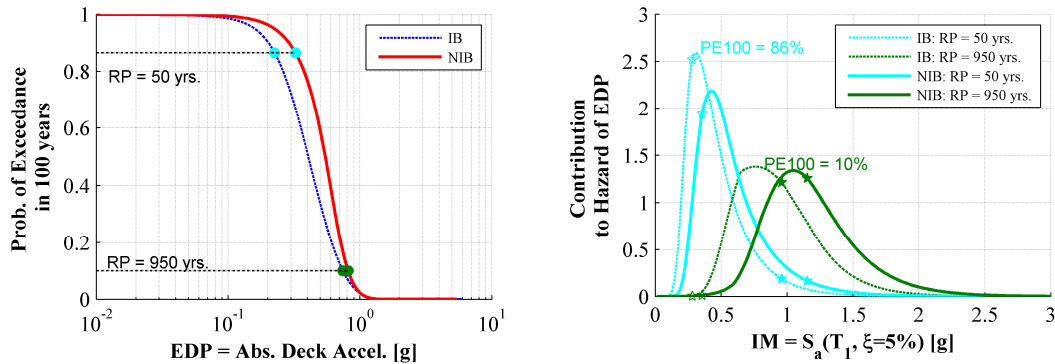 Prob. of Exceedance
in 100 years
1
0.8
0.6
0.4
0.2
0
RP = 50 yrs.
RP = 950 yrs.
IB
NIB
10^-2
10^-1
10^0
10^1
EDP = Abs. Deck Accel. [g]
Contribution
to Hazard of EDP
3
2.5
2
1.5
1
0.5
0
PE100 = 86%
PE100 = 10%
IB: RP = 50 yrs.
IB: RP = 950 yrs.
NIB: RP = 50 yrs.
NIB: RP = 950 yrs.
0
0.5
1
1.5
2
2.5
3
IM = S_a(T_1, ξ=5%) [g]